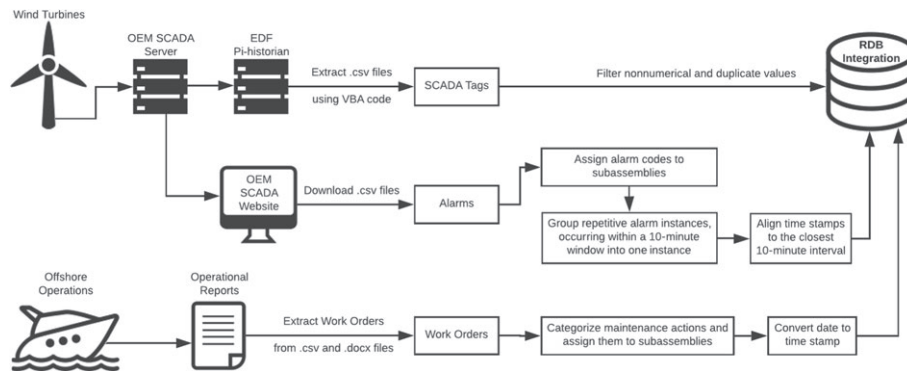 Wind Turbines
OEM SCADA
Server
EDF
Pi-historian
Extract .csv files
using VBA code
SCADA Tags
Filter nonnumerical and duplicate values
RDB
Integration
OEM
SCADA
Website
Download .csv files
Alarms
Assign alarm codes to
subassemblies
Group repetitive alarm instances,
occurring within a 10-minute
window into one instance
Align time stamps
to the closest
10-minute interval
Offshore
Operations
Operational
Reports
Extract Work Orders
from .csv and .docx files
Work Orders
Categorize maintenance actions and
assign them to subassemblies
Convert date to
time stamp